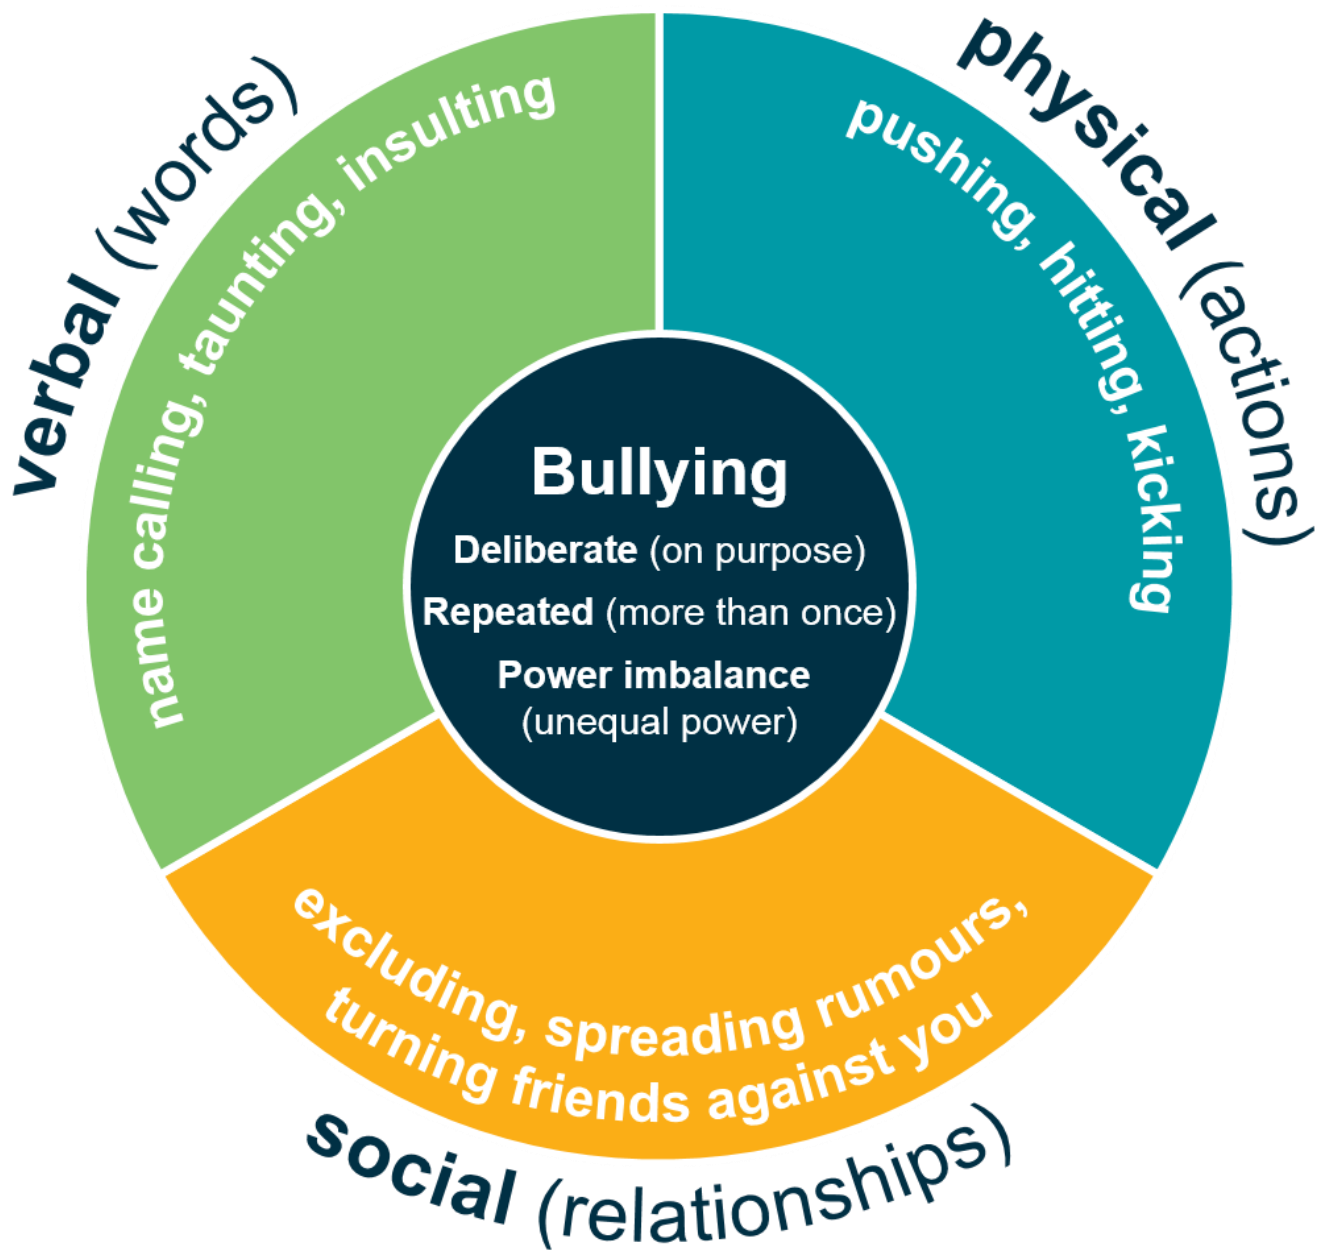 verbal (words)
name calling, taunting, insulting
physical (actions)
pushing, hitting, kicking
Bullying
Deliberate (on purpose)
Repeated (more than once)
Power imbalance
(unequal power)
excluding, spreading rumours,
turning friends against you
social (relationships)